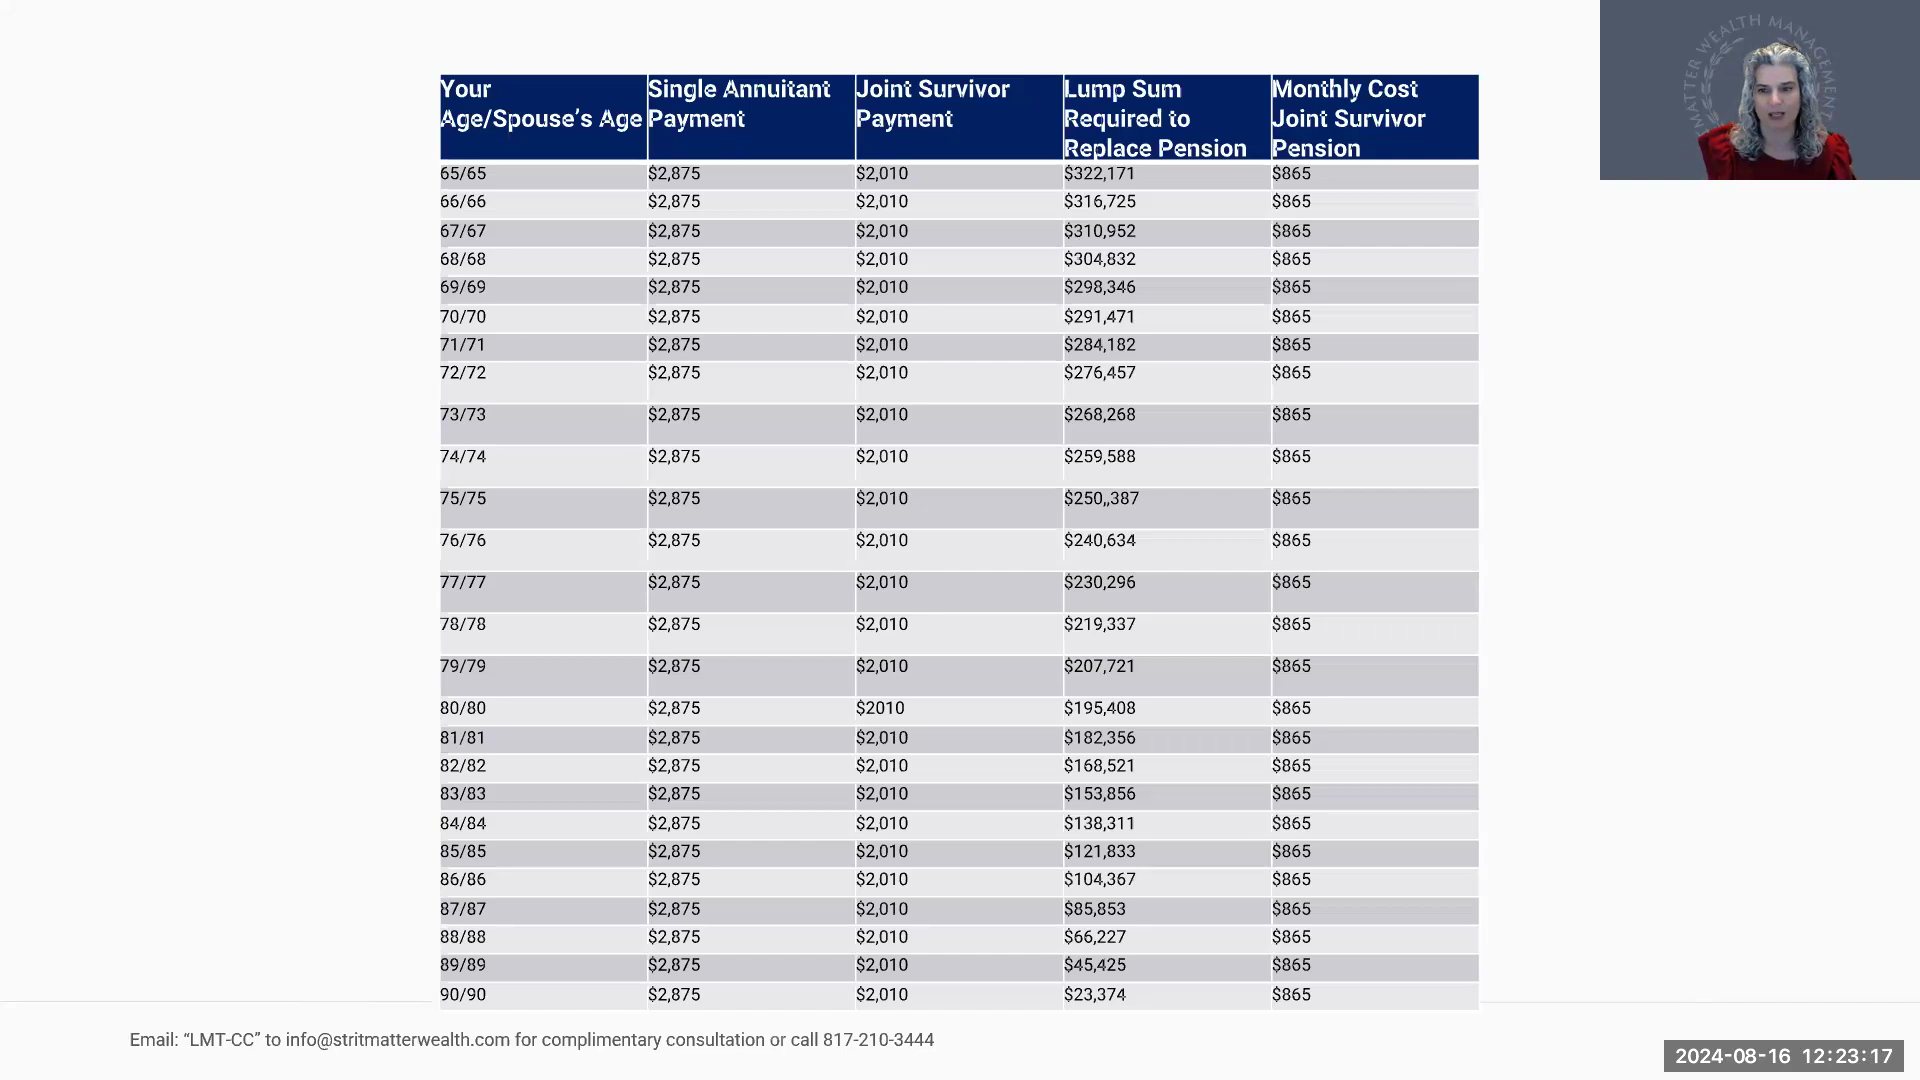 Your
Age/Spouse’s Age
Single Annuitant
Payment
Joint Survivor
Payment
Lump Sum
Required to
Replace Pension
Monthly Cost
Joint Survivor
Pension
65/65 $2,875 $2,010 $322,171 $865
66/66 $2,875 $2,010 $316,725 $865
67/67 $2,875 $2,010 $310,952 $865
68/68 $2,875 $2,010 $304,832 $865
69/69 $2,875 $2,010 $298,346 $865
70/70 $2,875 $2,010 $291,471 $865
71/71 $2,875 $2,010 $284,182 $865
72/72 $2,875 $2,010 $276,457 $865
73/73 $2,875 $2,010 $268,268 $865
74/74 $2,875 $2,010 $259,588 $865
75/75 $2,875 $2,010 $250,,387 $865
76/76 $2,875 $2,010 $240,634 $865
77/77 $2,875 $2,010 $230,296 $865
78/78 $2,875 $2,010 $219,337 $865
79/79 $2,875 $2,010 $207,721 $865
80/80 $2,875 $2010 $195,408 $865
81/81 $2,875 $2,010 $182,356 $865
82/82 $2,875 $2,010 $168,521 $865
83/83 $2,875 $2,010 $153,856 $865
84/84 $2,875 $2,010 $138,311 $865
85/85 $2,875 $2,010 $121,833 $865
86/86 $2,875 $2,010 $104,367 $865
87/87 $2,875 $2,010 $85,853 $865
88/88 $2,875 $2,010 $66,227 $865
89/89 $2,875 $2,010 $45,425 $865
90/90 $2,875 $2,010 $23,374 $865
Email: “LMT-CC” to info@stritmatterwealth.com for complimentary consultation or call 817-210-3444
WEALTH MANAGEMENT
2024-08-16 12:23:17